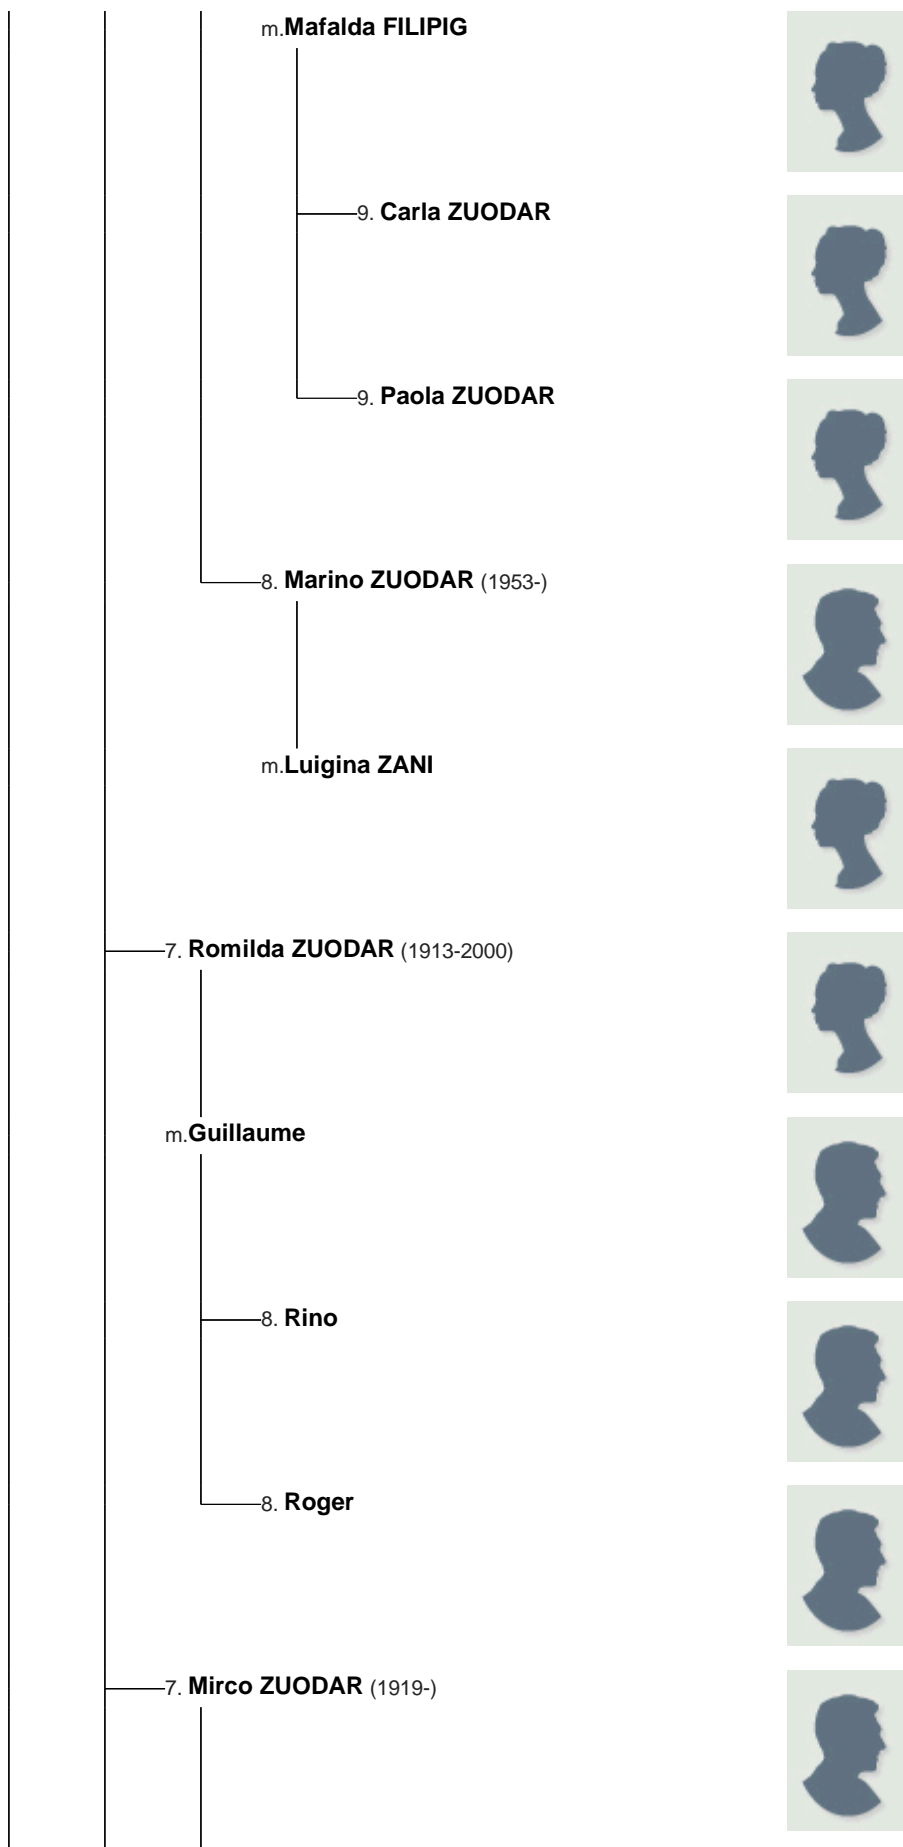 m.Mafalda FILIPIG
9. Carla ZUODAR
9. Paola ZUODAR
8. Marino ZUODAR (1953-)
m.Luigina ZANI
7. Romilda ZUODAR (1913-2000)
m.Guillaume
8. Rino
8. Roger
7. Mirco ZUODAR (1919-)